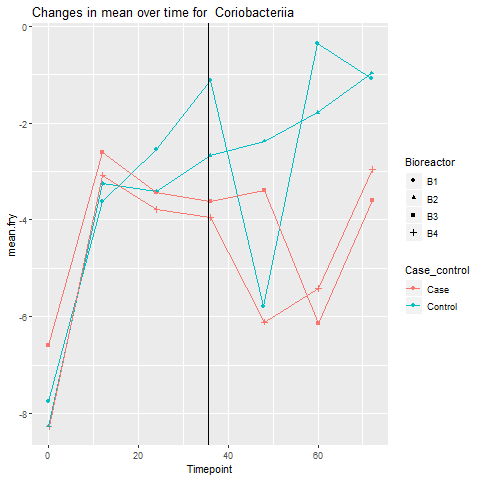 Changes in mean over time for  Coriobacteriia
0
-2
-4
-6
-8
mean.fry
0 20 40 60
Timepoint
Bioreactor
B1
B2
B3
B4
Case_control
Case
Control